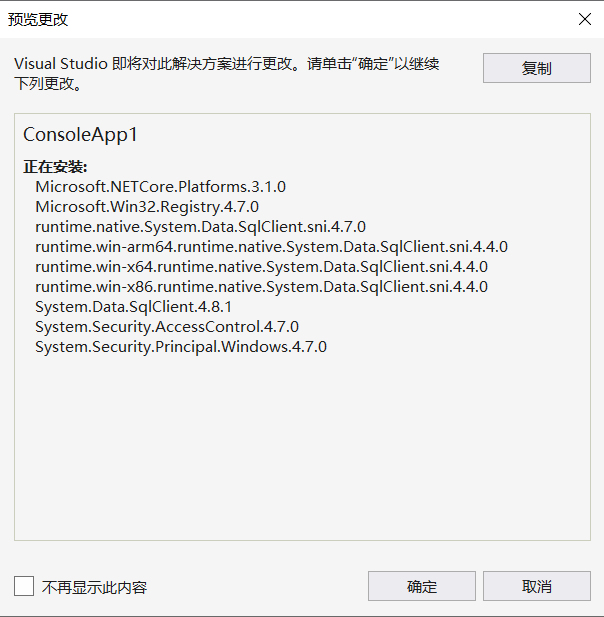 预览更改
Visual Studio 即将对此解决方案进行更改。请单击“确定”以继续
下列更改。
复制
ConsoleApp1
正在安装:
Microsoft.NETCore.Platforms.3.1.0
Microsoft.Win32.Registry.4.7.0
runtime.native.System.Data.SqlClient.sni.4.7.0
runtime.win-arm64.runtime.native.System.Data.SqlClient.sni.4.4.0
runtime.win-x64.runtime.native.System.Data.SqlClient.sni.4.4.0
runtime.win-x86.runtime.native.System.Data.SqlClient.sni.4.4.0
System.Data.SqlClient.4.8.1
System.Security.AccessControl.4.7.0
System.Security.Principal.Windows.4.7.0
不再显示此内容
确定
取消